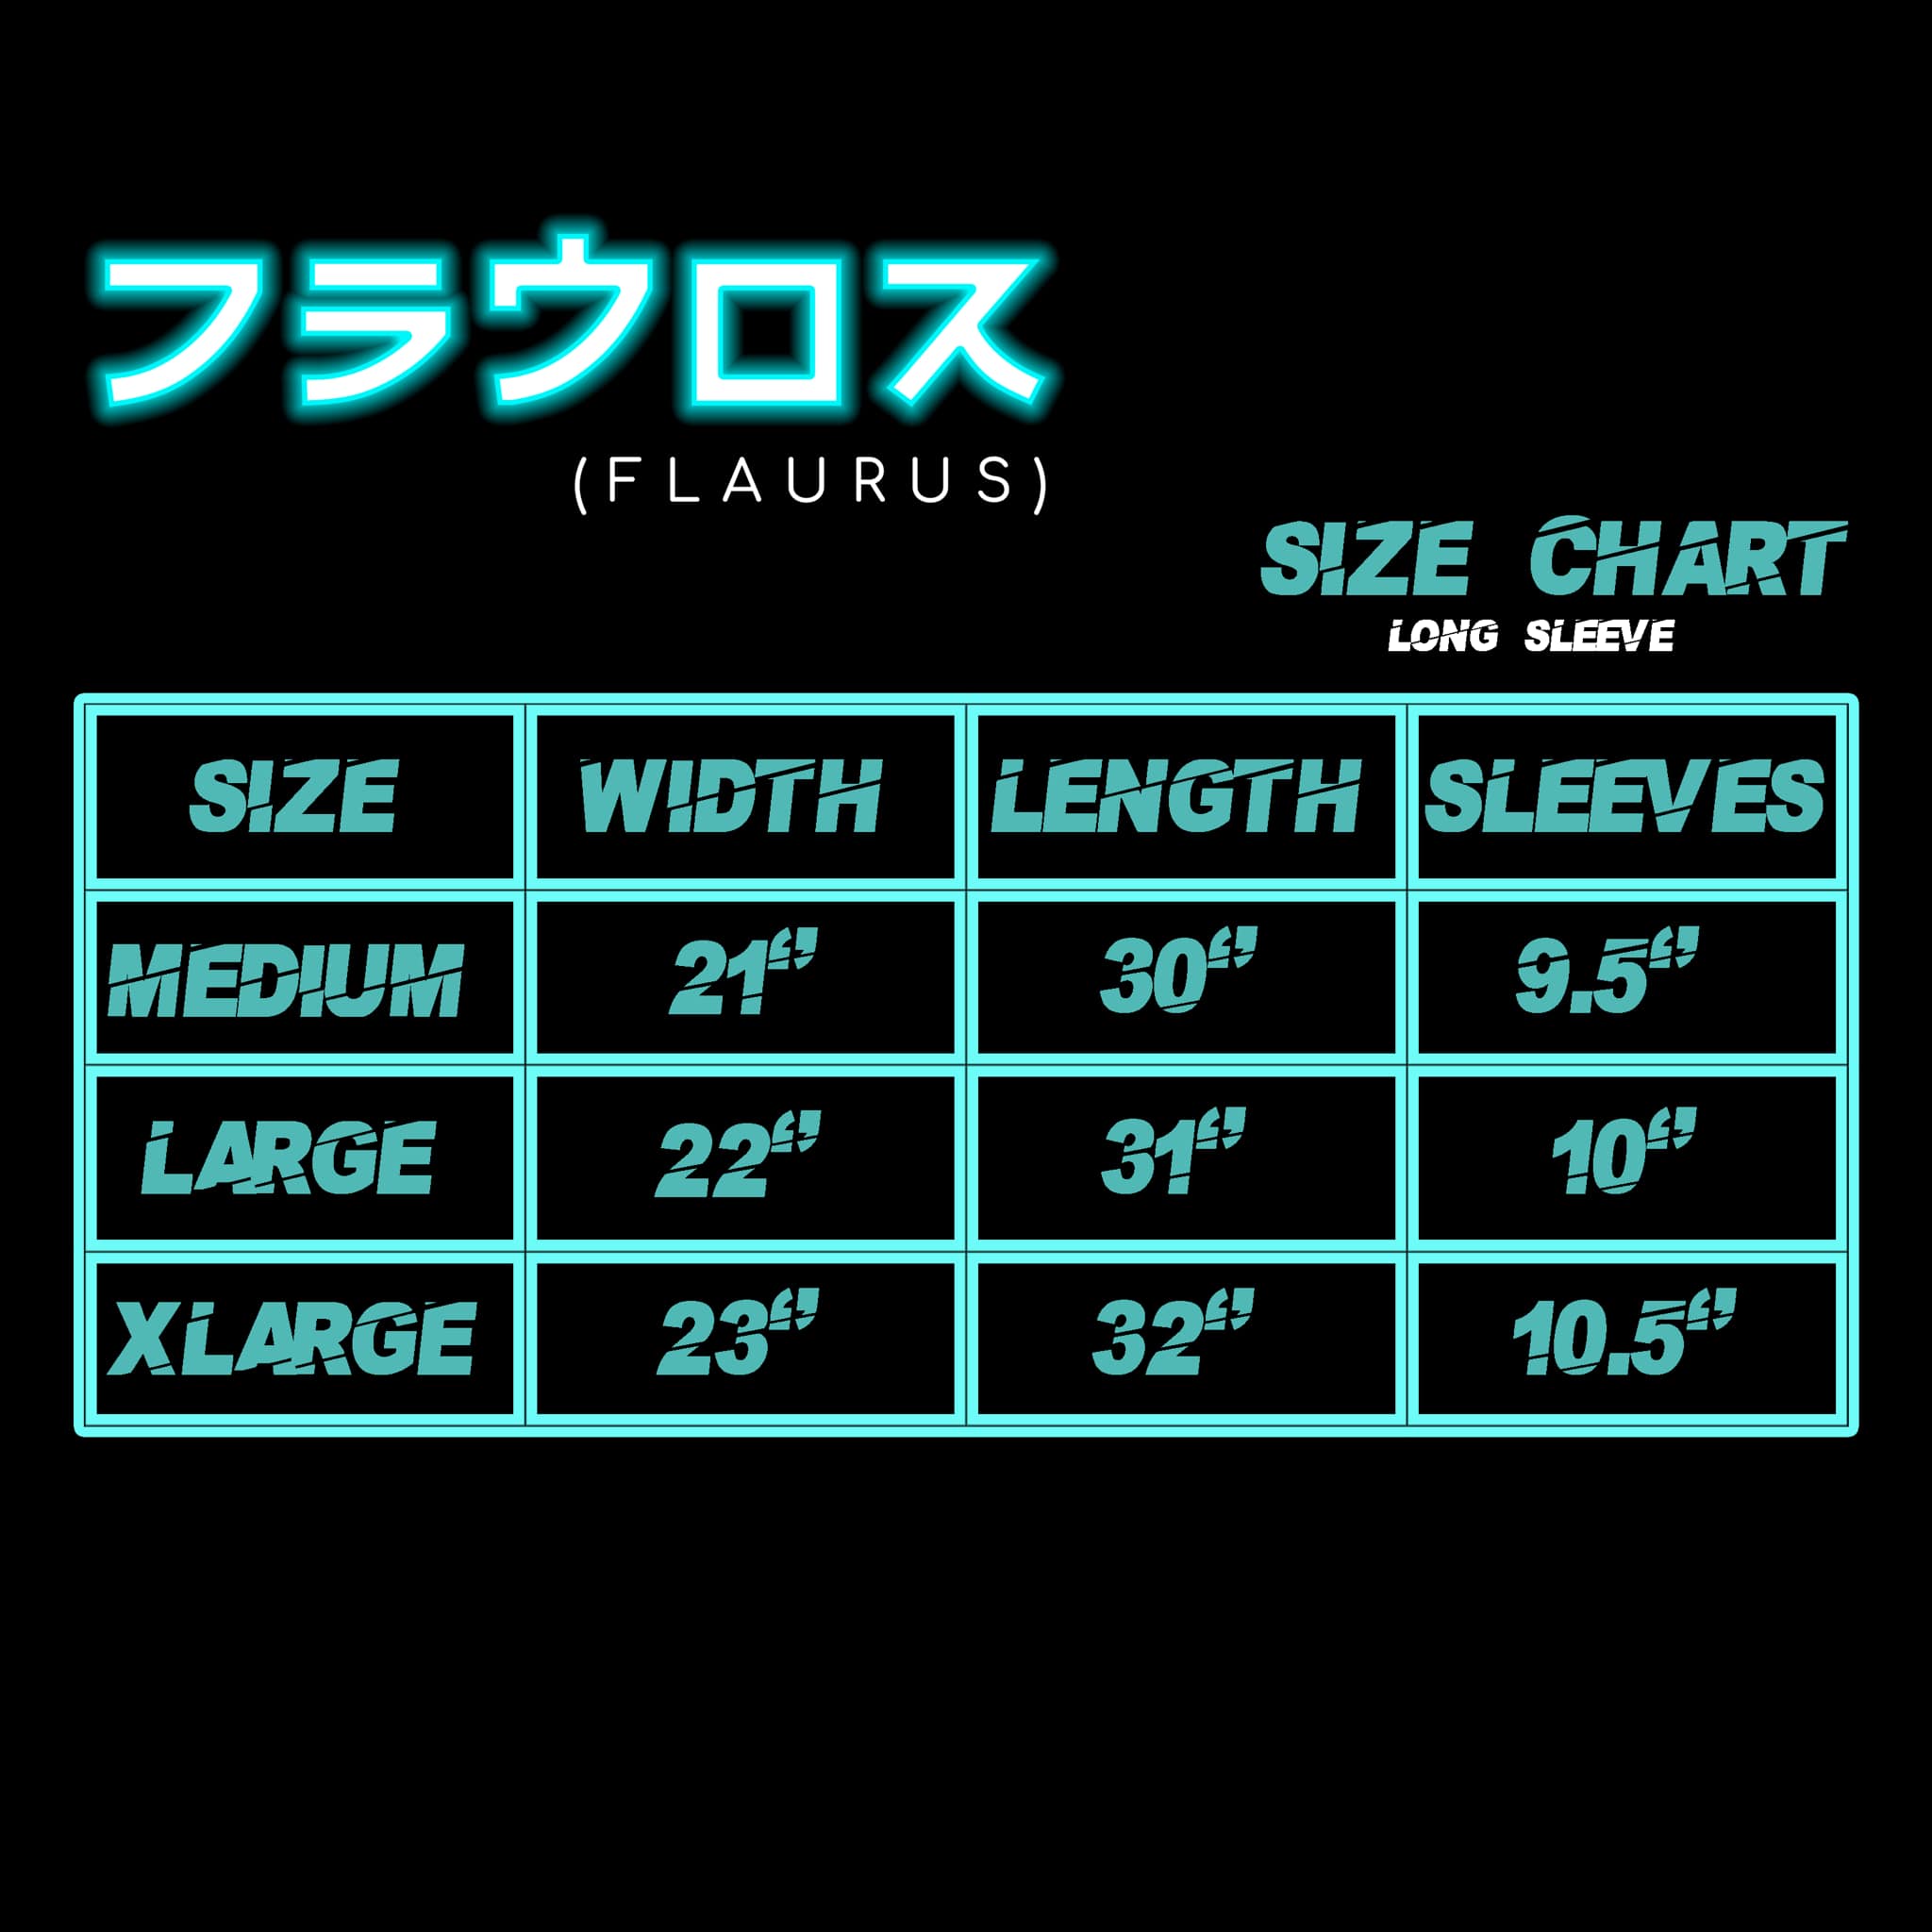 フラウロス
(FLAURUS)
SIZE CHART
LONG SLEEVE
SIZE WIDTH LENGTH SLEEVES
MEDIUM 21“” 30“” 9.5“”
LARGE 22“” 31“” 10“”
XLARGE 23“” 32“” 10.5“”